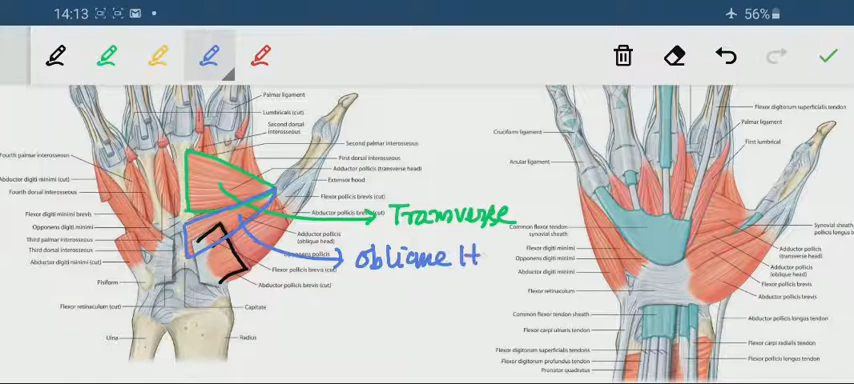 14:13
56%
Palmar ligament
Lumbricals (cut)
Second dorsal
interosseous
Second palmar interosseous
First dorsal interosseous
Adductor pollicis (transverse head)
Extensor hood
Flexor pollicis brevis (cut)
Abductor pollicis brevis (cut)
Adductor pollicis
(oblique head)
Opponens pollicis
Flexor pollicis brevis (cut)
Abductor pollicis brevis (cut)
Capitate
Radius
Fourth palmar interosseous
Abductor digiti minimi (cut)
Fourth dorsal interosseous
Flexor digiti minimi brevis
Opponens digiti minimi
Third palmar interosseous
Third dorsal interosseous
Abductor digiti minimi (cut)
Pisiform
Flexor retinaculum (cut)
Ulna
Transverse
oblique H
Cruciform ligament
Anular ligament
Common flexor tendon
synovial sheath
Flexor digiti minimi
Opponens digiti minimi
Abductor digiti minimi
Flexor retinaculum
Common flexor tendon sheath
Flexor carpi ulnaris tendon
Flexor digitorum superficialis tendons
Flexor digitorum profundus tendon
Pronator quadratus
Flexor digitorum superficialis tendon
Palmar ligament
First lumbrical
Synovial sheath
pollicis longus t
Adductor pollicis
(transverse head)
Adductor pollicis
(oblique head)
Flexor pollicis brevis
Abductor pollicis brevis
Abductor pollicis longus tendon
Flexor carpi radialis tendon
Flexor pollicis longus tendon